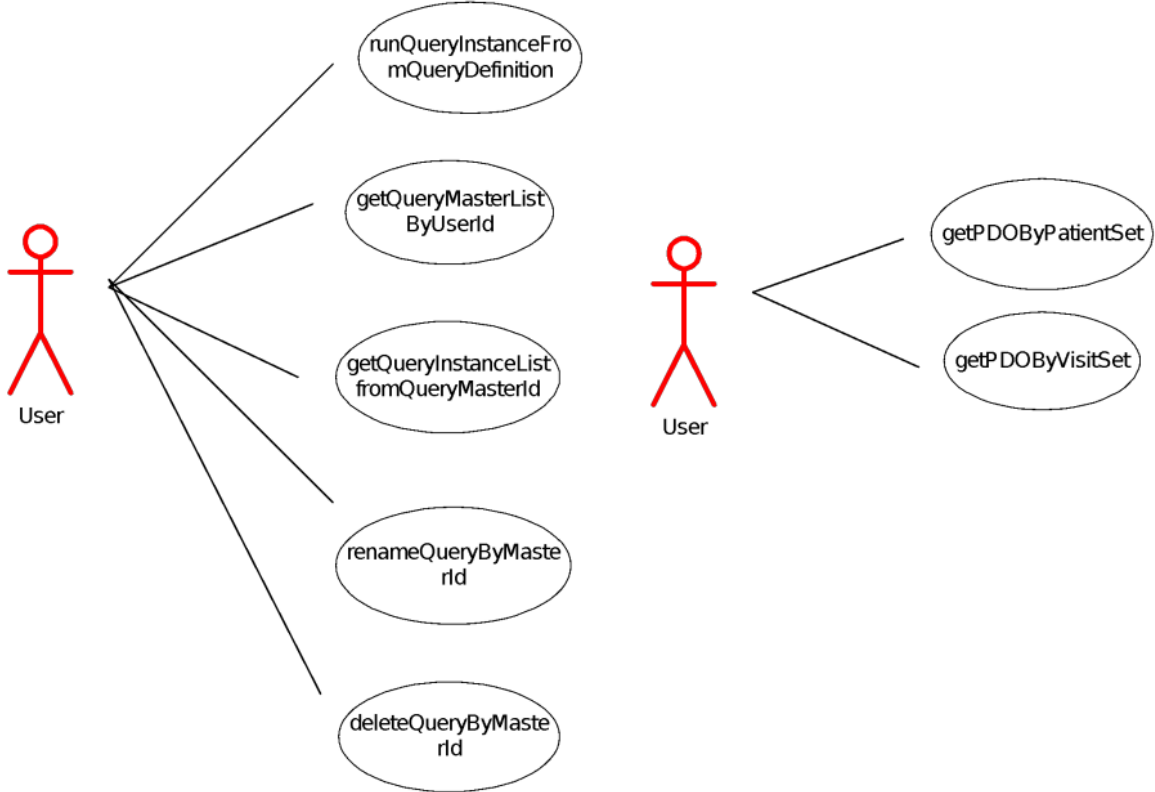 runQueryInstanceFro
mQueryDefinition
getQueryMasterList
ByUserId
User
getQueryInstanceList
fromQueryMasterId
renameQueryByMaste
rId
deleteQueryByMaste
rId
getPDOByPatientSet
getPDOByVisitSet
User